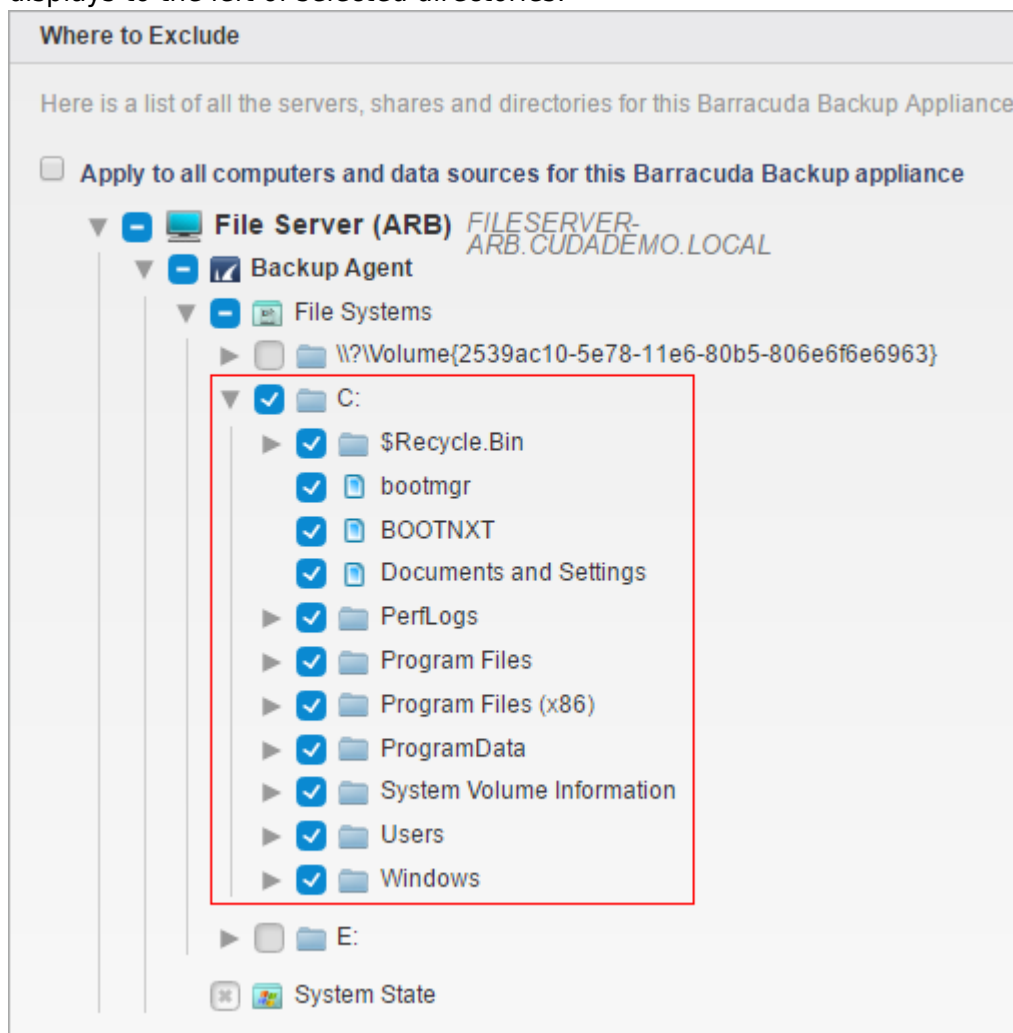 displays to the left of selected directories.
Where to Exclude
Here is a list of all the servers, shares and directories for this Barracuda Backup Appliance
Apply to all computers and data sources for this Barracuda Backup appliance
File Server (ARB) FILESERVER-
ARB.CUDADEMO.LOCAL
Backup Agent
File Systems
\\?\Volume{2539ac10-5e78-11e6-80b5-806e6f6e6963}
C:
$Recycle.Bin
bootmgr
BOOTNXT
Documents and Settings
PerfLogs
Program Files
Program Files (x86)
ProgramData
System Volume Information
Users
Windows
E:
System State